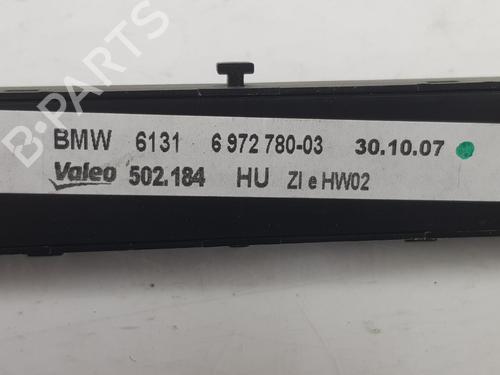 B-PARTS
BMW 6131 6 972 780-03 30.10.07
Valeo 502.184 HU ZI e HW02